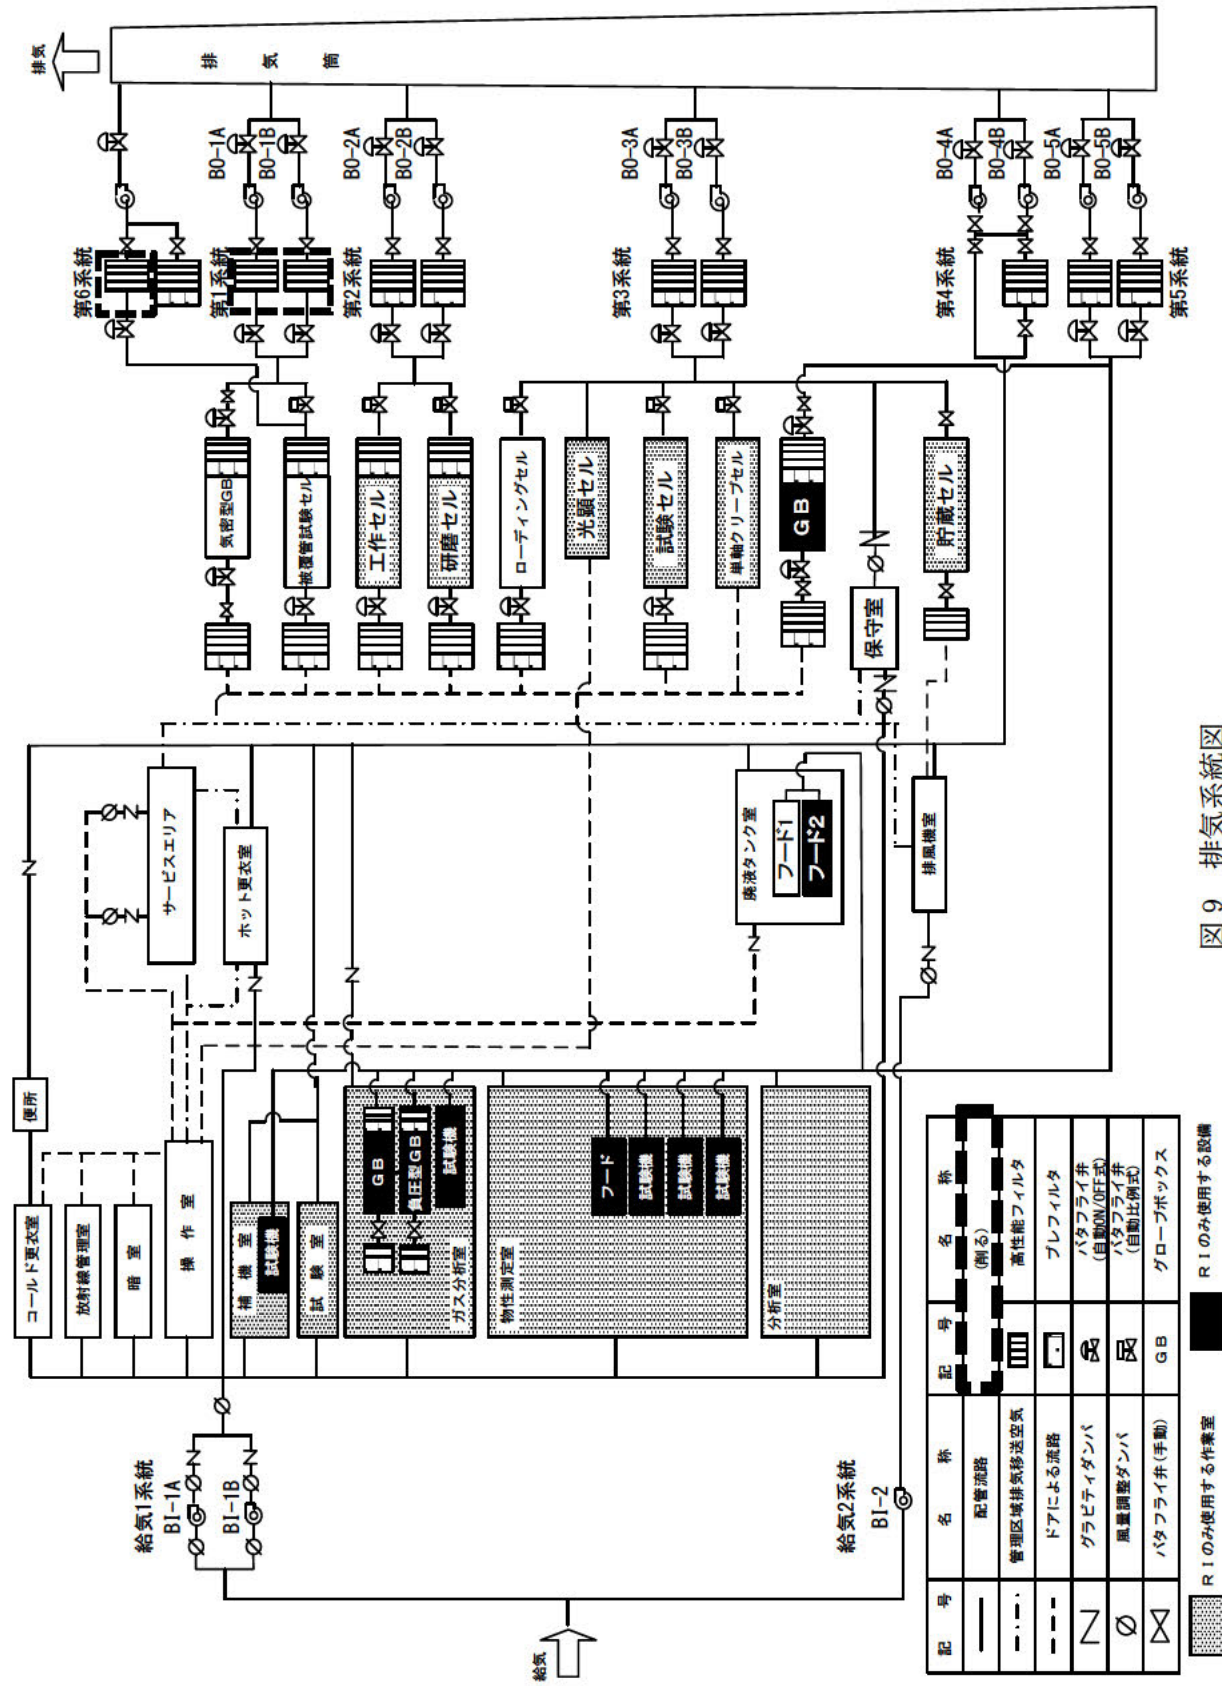 排気
排気筒
BO-1A
BO-1B
BO-2A
BO-2B
BO-3A
BO-3B
BO-4A
BO-4B
BO-5A
BO-5B
第6系統
第1系統
第2系統
第3系統
第4系統
第5系統
気密型GB
被覆管試験セル
工作セル
研磨セル
ローディングセル
光顕セル
試験セル
単軸クリープセル
GB
保守室
貯蔵セル
サービスエリア
ホット更衣室
廃液タンク室
フード1
フード2
排風機室
便所
コールド更衣室
放射線管理室
暗室
操作室
補機室
試験機
試験室
GB
負圧型GB
試験機
ガス分析室
フード
試験機
試験機
試験機
物性測定室
分析室
給気1系統
BI-1A
BI-1B
給気2系統
BI-2
給気
記号 名称 記号 名称
配管流路 (削る)
管理区域排気移送空気 高性能フィルタ
ドアによる流路 プレフィルタ
グラビティダンパ バタフライ弁
(自動ON/OFF式)
風量調整ダンパ バタフライ弁
(自動比例式)
バタフライ弁(手動) GB グローブボックス
RIのみ使用する作業室 RIのみ使用する設備
図9 排気系統図